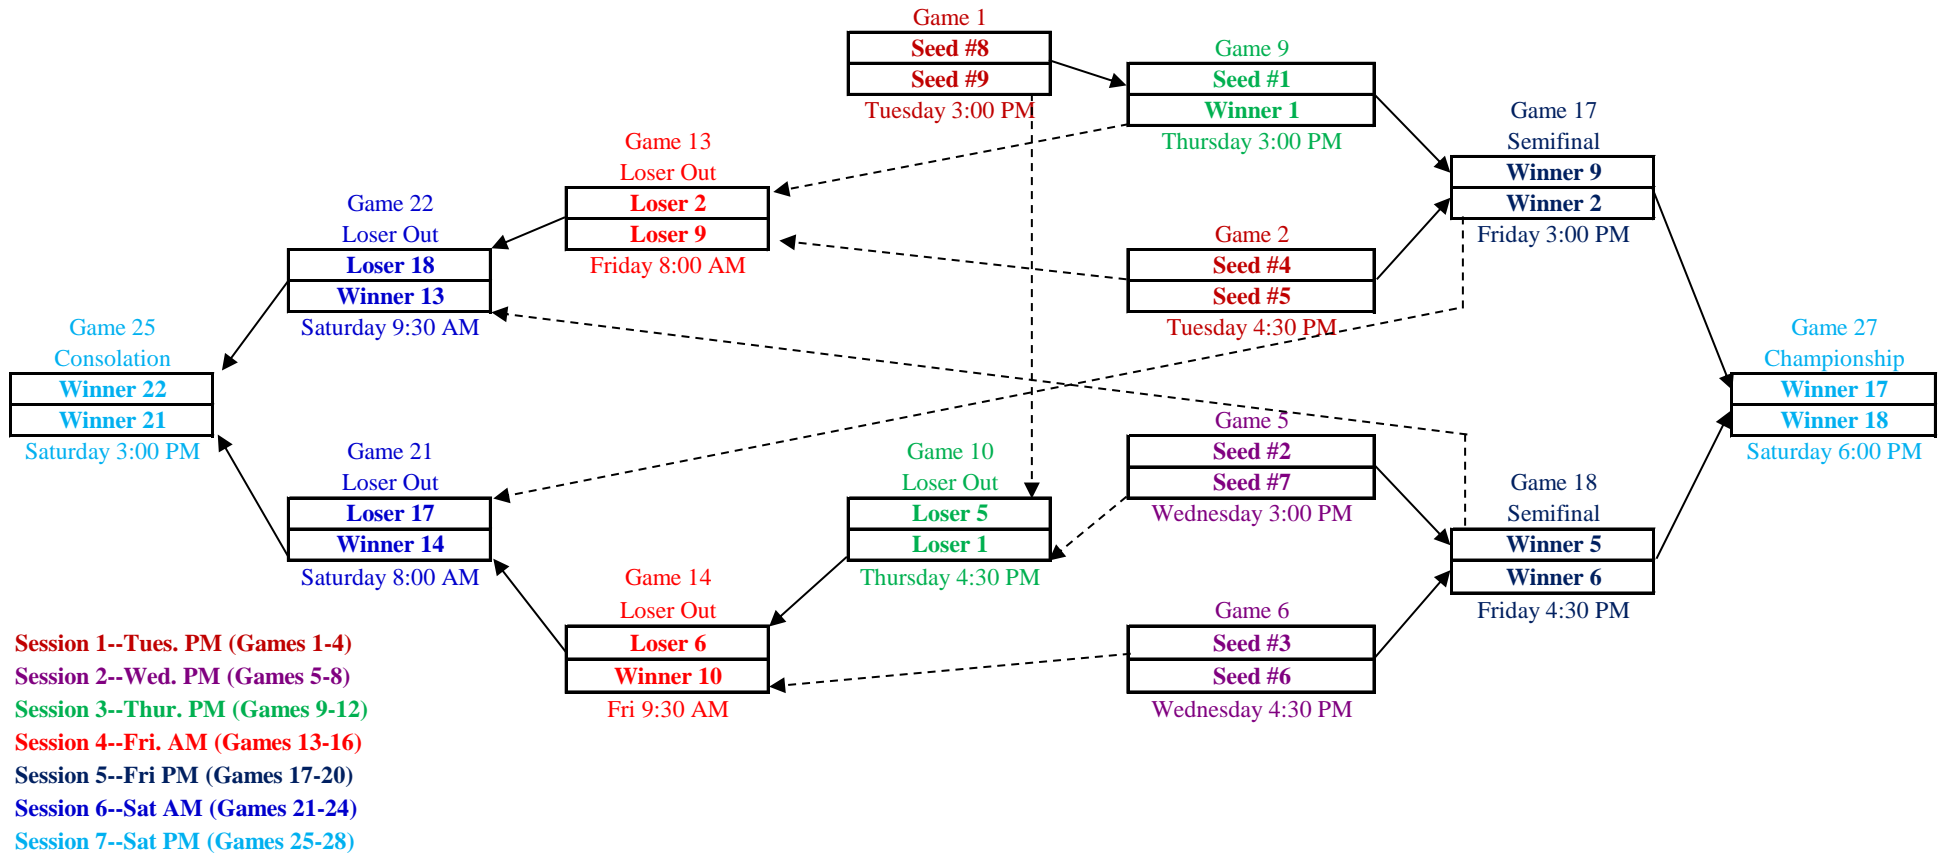 Game 1
Seed #8
Seed #9
Tuesday 3:00 PM
Game 9
Seed #1
Winner 1
Thursday 3:00 PM
Game 17
Semifinal
Winner 9
Winner 2
Friday 3:00 PM
Game 13
Loser Out
Loser 2
Loser 9
Friday 8:00 AM
Game 22
Loser Out
Loser 18
Winner 13
Saturday 9:30 AM
Game 2
Seed #4
Seed #5
Tuesday 4:30 PM
Game 25
Consolation
Winner 22
Winner 21
Saturday 3:00 PM
Game 27
Championship
Winner 17
Winner 18
Saturday 6:00 PM
Game 21
Loser Out
Loser 17
Winner 14
Saturday 8:00 AM
Game 10
Loser Out
Loser 5
Loser 1
Thursday 4:30 PM
Game 5
Seed #2
Seed #7
Wednesday 3:00 PM
Game 18
Semifinal
Winner 5
Winner 6
Friday 4:30 PM
Game 14
Loser Out
Loser 6
Winner 10
Fri 9:30 AM
Game 6
Seed #3
Seed #6
Wednesday 4:30 PM
Session 1--Tues. PM (Games 1-4)
Session 2--Wed. PM (Games 5-8)
Session 3--Thur. PM (Games 9-12)
Session 4--Fri. AM (Games 13-16)
Session 5--Fri PM (Games 17-20)
Session 6--Sat AM (Games 21-24)
Session 7--Sat PM (Games 25-28)